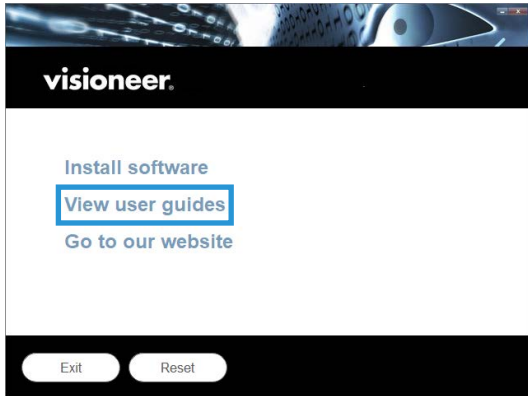 visioneer®
Install software
View user guides
Go to our website
Exit
Reset